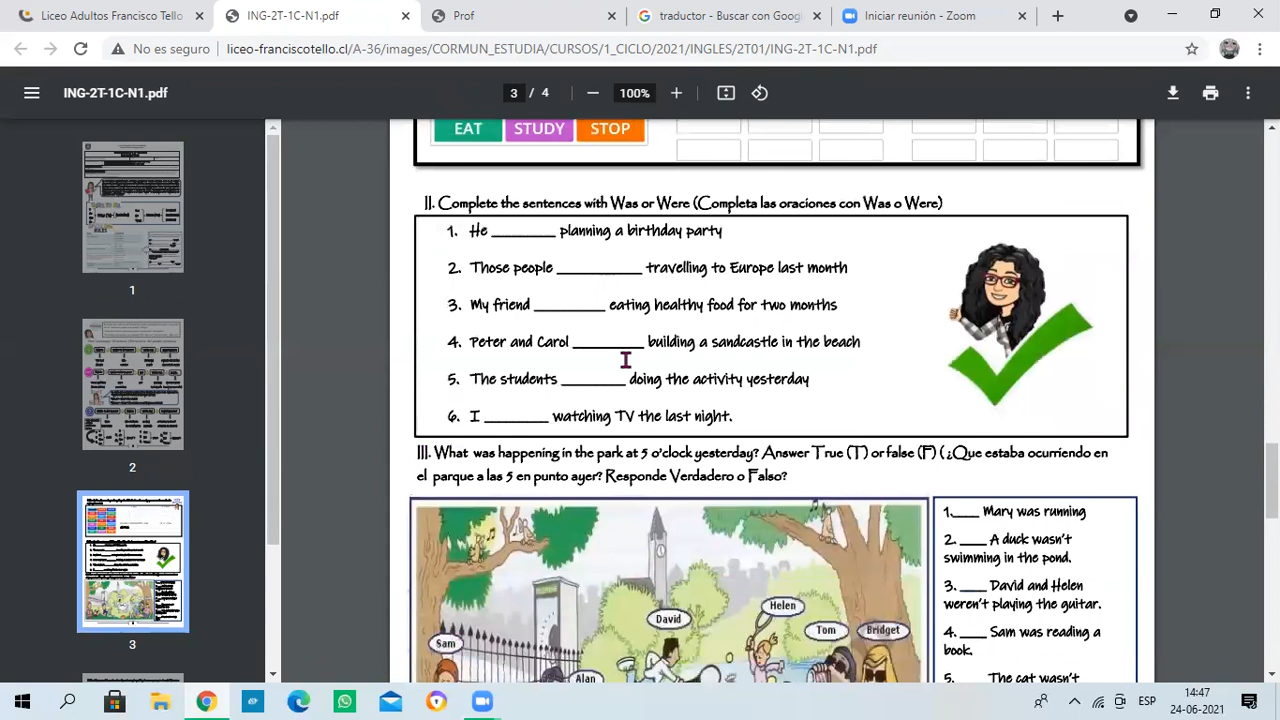 Liceo Adultos Francisco Tello
ING-2T-1C-N1.pdf
Prof
traductor - Buscar con Goog
Iniciar reunión - Zoom
No es seguro
liceo-franciscotello.cl/A-36/images/CORMUN_ESTUDIA/CURSOS/1_CICLO/2021/INGLES/2T01/ING-2T-1C-N1.pdf
ING-2T-1C-N1.pdf
3 / 4
100%
1
2
3
EAT STUDY STOP
II. Complete the sentences with Was or Were (Completa las oraciones con Was o Were)
1. He ________ planning a birthday party
2. Those people __________ travelling to Europe last month
3. My friend _________ eating healthy food for two months
4. Peter and Carol _________ building a sandcastle in the beach
5. The students ________ doing the activity yesterday
6. I ________ watching TV the last night.
III. What was happening in the park at 5 o'clock yesterday? Answer True (T) or false (F) (¿Que estaba ocurriendo en
el parque a las 5 en punto ayer? Responde Verdadero o Falso?
Sam
Alan
David
Helen
Tom
Bridget
1.____ Mary was running
2. ____ A duck wasn't
swimming in the pond.
3. ____ David and Helen
weren't playing the guitar.
4. ____ Sam was reading a
book.
5. ____ The cat wasn't
ESP
14:47
24-06-2021